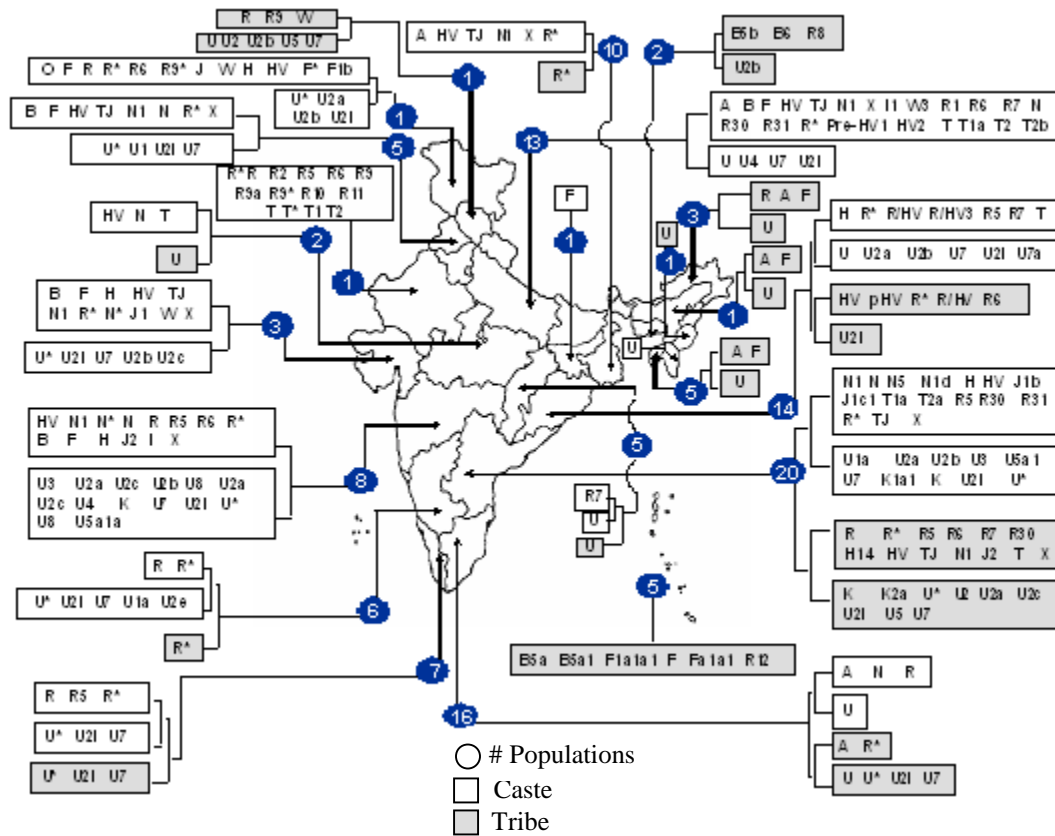 R R9 W
U U2 U2b U5 U7
A HV TJ N1 X R*
R*
10
2
B5b B6 R8
U2b
O F R R* R6 R9* J W H HV F* F1b
U* U2a
U2b U2I
1
1
B F HV TJ N1 N R* X
U* U1 U2I U7
5
A B F HV TJ N1 X I1 W3 R1 R6 R7 N
R30 R31 R* Pre-HV1 HV2 T T1a T2 T2b
U U4 U7 U2I
13
R* R R2 R5 R6 R9
R9a R9* R10 R11
T T* T1 T2
1
HV N T
U
2
F
1
R A F
U
3
U
1
A F
U
1
H R* R/HV R/HV3 R5 R7 T
U U2a U2b U7 U2I U7a
HV pHV R* R/HV R6
U2I
14
B F H HV TJ
N1 R* N* J1 W X
U* U2I U7 U2b U2c
3
U
A F
U
5
N1 N N5 N1d H HV J1b
J1c1 T1a T2a R5 R30 R31
R* TJ X
U1a U2a U2b U3 U5a1
U7 K1a1 K U2I U*
20
R R* R5 R6 R7 R30
H14 HV TJ N1 J2 T X
K K2a U* U2 U2a U2c
U2I U5 U7
HV N1 N* N R R5 R6 R*
B F H J2 I X
U3 U2a U2c U2b U8 U2a
U2c U4 K U7 U2I U*
U8 U5a1a
8
5
R7
U
U
R R*
U* U2I U7 U1a U2e
R*
6
5
B5a B5a1 F1a1a1 F Fa1a1 R12
R R5 R*
U* U2I U7
U* U2I U7
17
16
A N R
U
A R*
U U* U2I U7
# Populations
Caste
Tribe